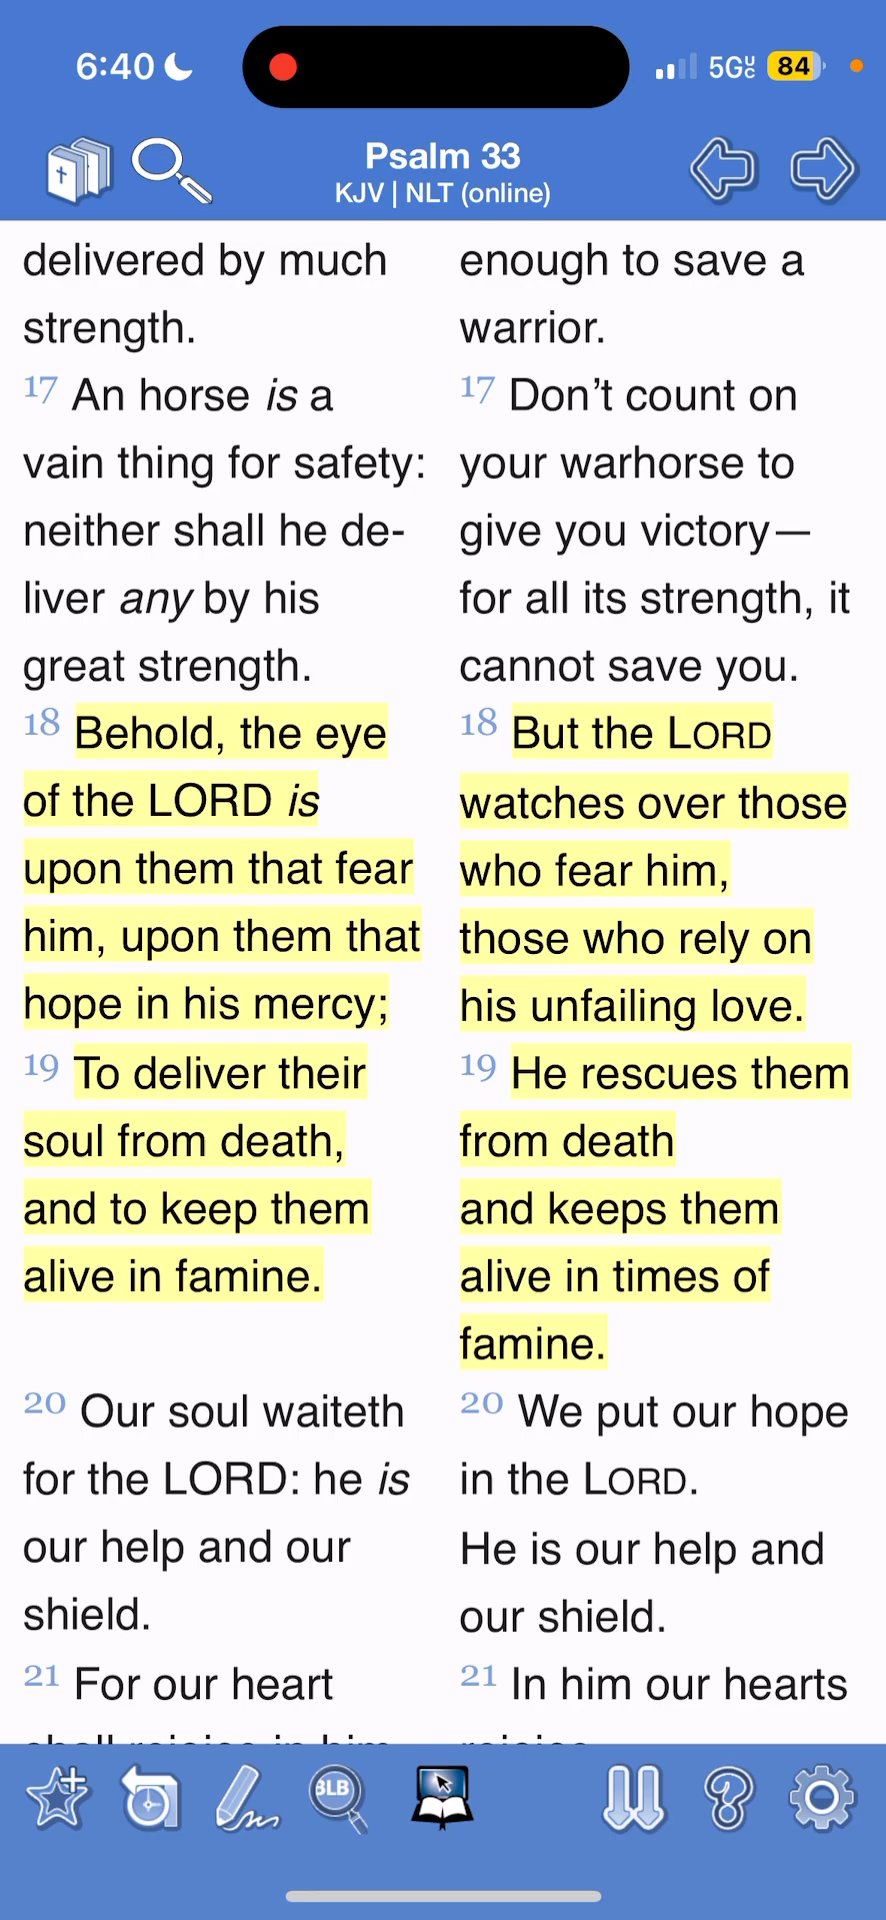 6:40
5G UC
84
Psalm 33
KJV | NLT (online)
delivered by much
strength.
17 An horse is a
vain thing for safety:
neither shall he de-
liver any by his
great strength.
18 Behold, the eye
of the LORD is
upon them that fear
him, upon them that
hope in his mercy;
19 To deliver their
soul from death,
and to keep them
alive in famine.
20 Our soul waiteth
for the LORD: he is
our help and our
shield.
21 For our heart
shall rejoice in him
enough to save a
warrior.
17 Don’t count on
your warhorse to
give you victory—
for all its strength, it
cannot save you.
18 But the LORD
watches over those
who fear him,
those who rely on
his unfailing love.
19 He rescues them
from death
and keeps them
alive in times of
famine.
20 We put our hope
in the LORD.
He is our help and
our shield.
21 In him our hearts
rejoice
BLB